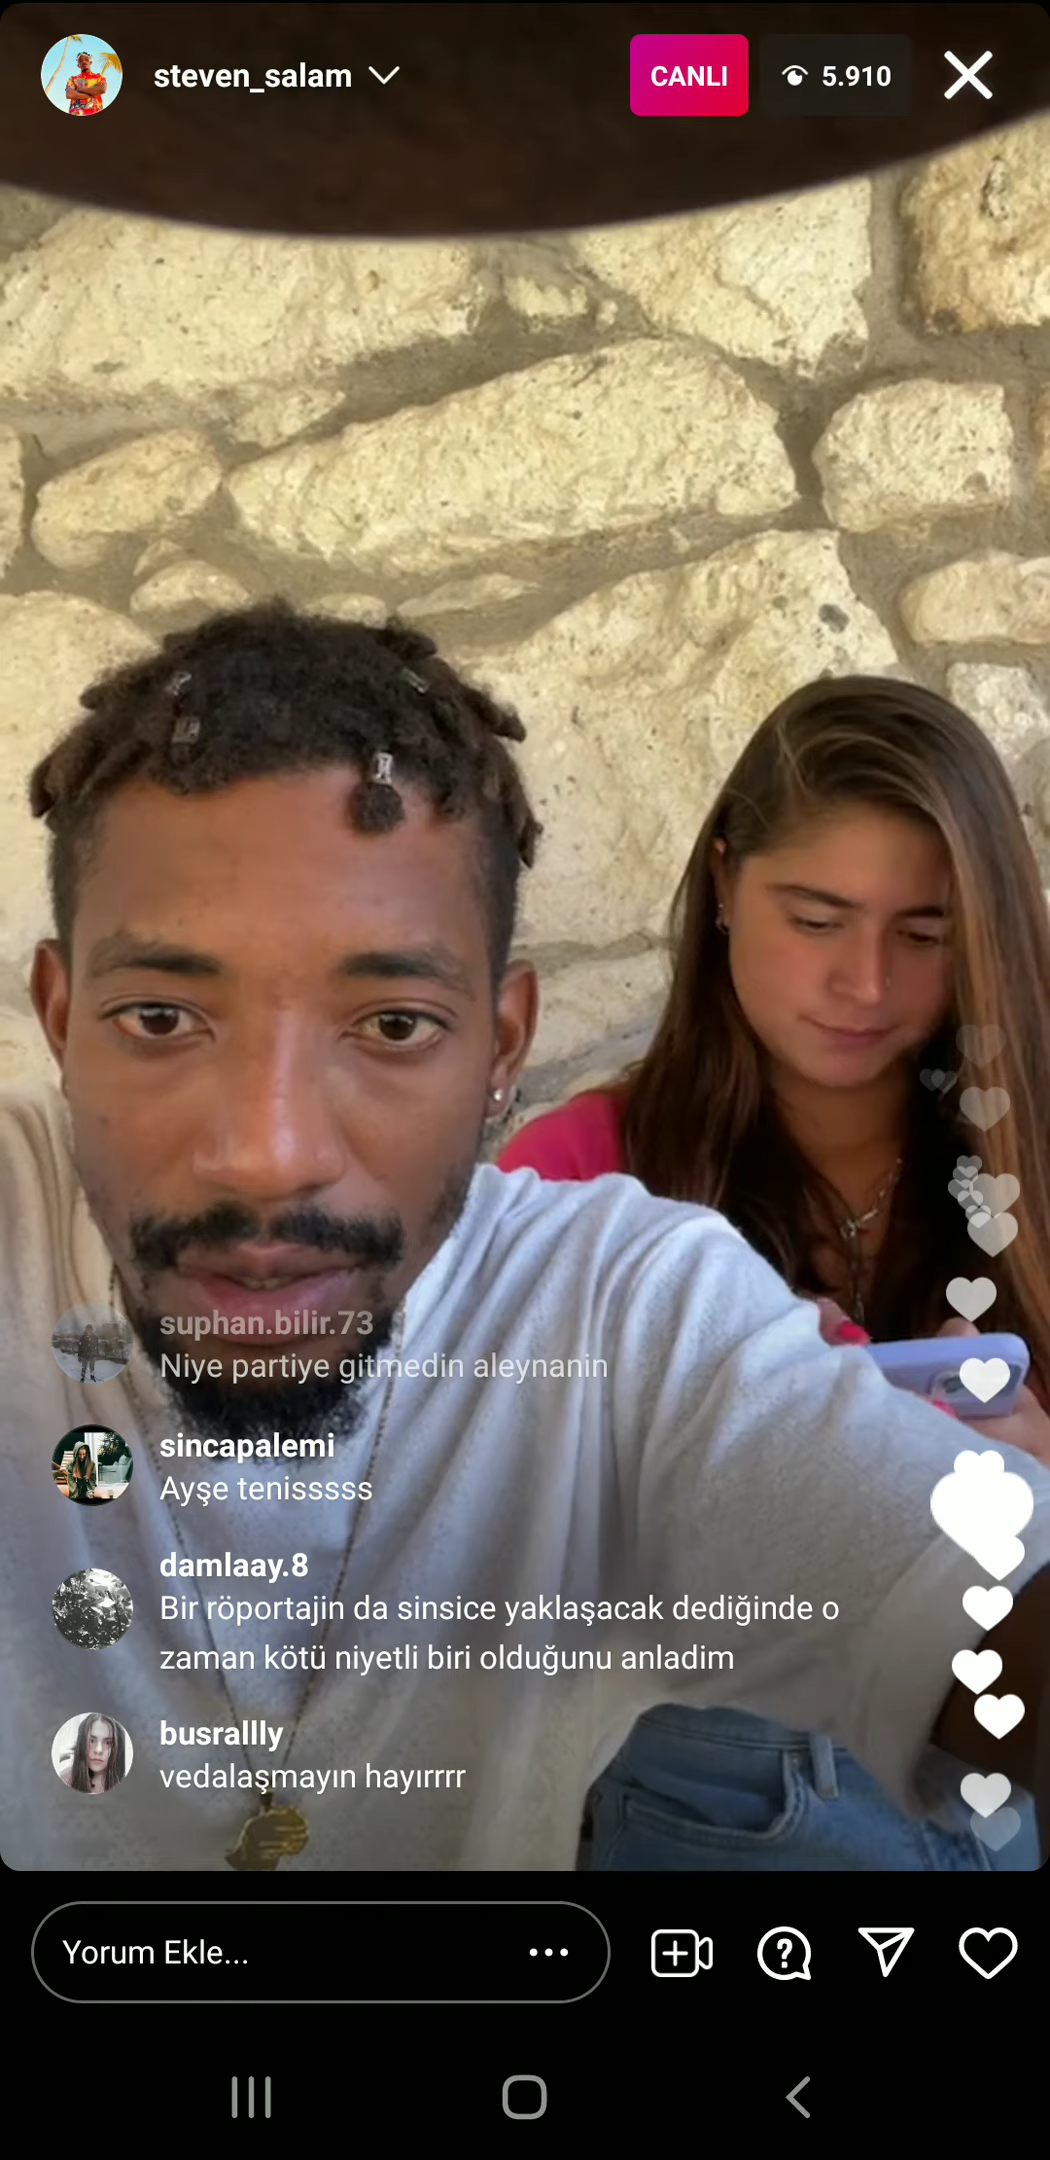 steven_salam
CANLI
5.910
suphan.bilir.73
Niye partiye gitmedin aleynanin
sincapalemi
Ayşe tenisssss
damlaay.8
Bir röportajin da sinsice yaklaşacak dediğinde o
zaman kötü niyetli biri olduğunu anladim
busrallly
vedalaşmayın hayırrrr
Yorum Ekle...